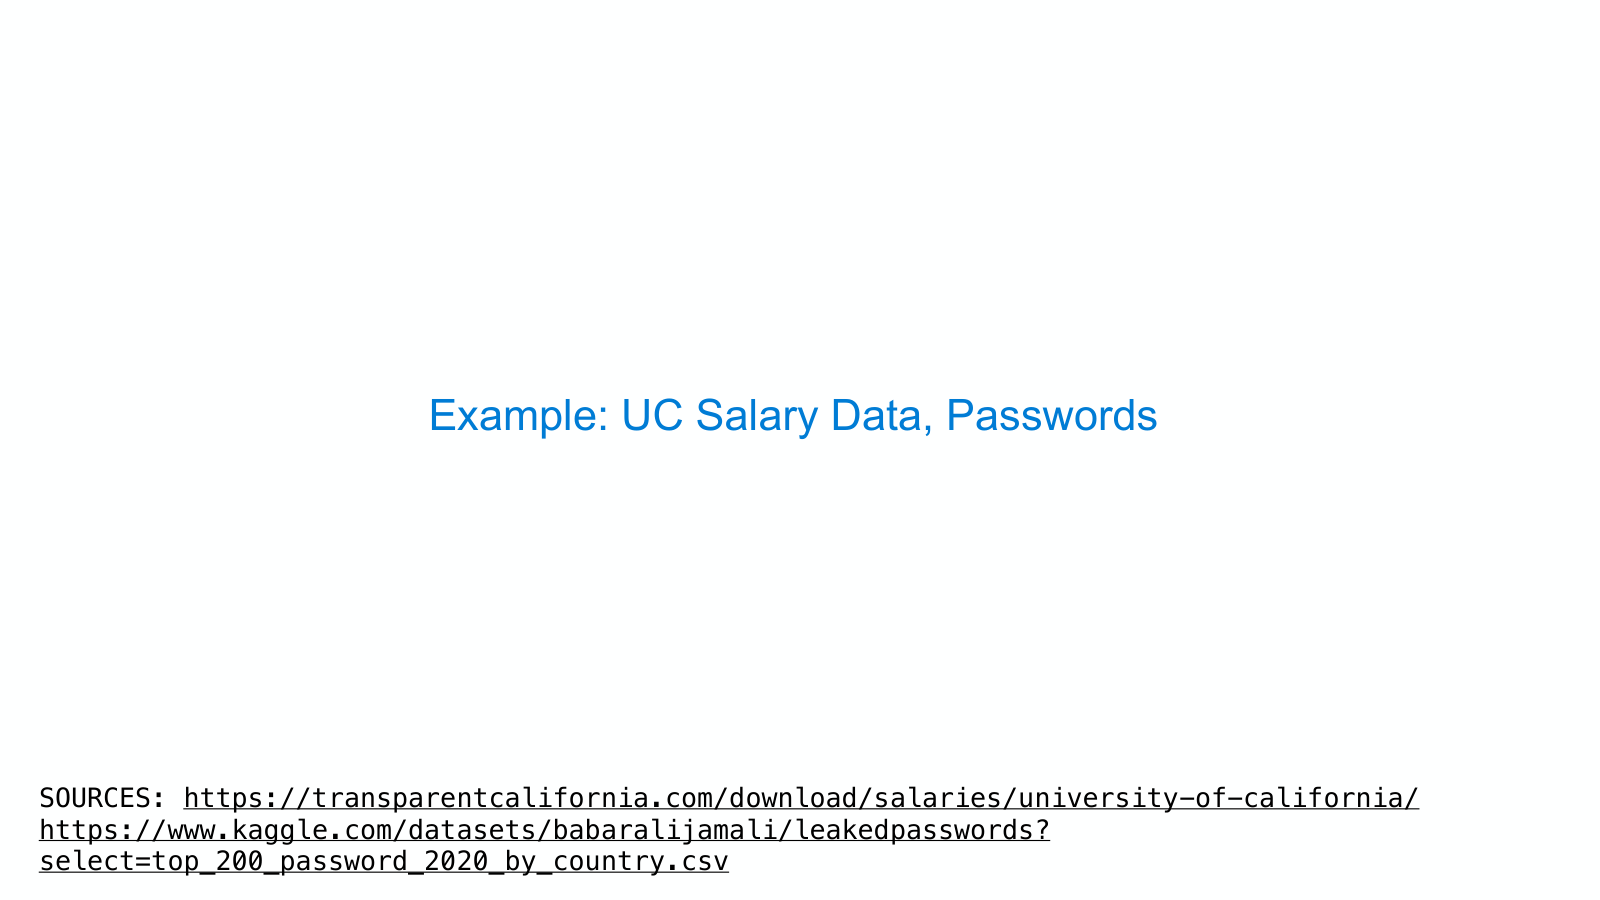 Example: UC Salary Data, Passwords
SOURCES: https://transparentcalifornia.com/download/salaries/university-of-california/
https://www.kaggle.com/datasets/babaralijamali/leakedpasswords?
select=top_200_password_2020_by_country.csv